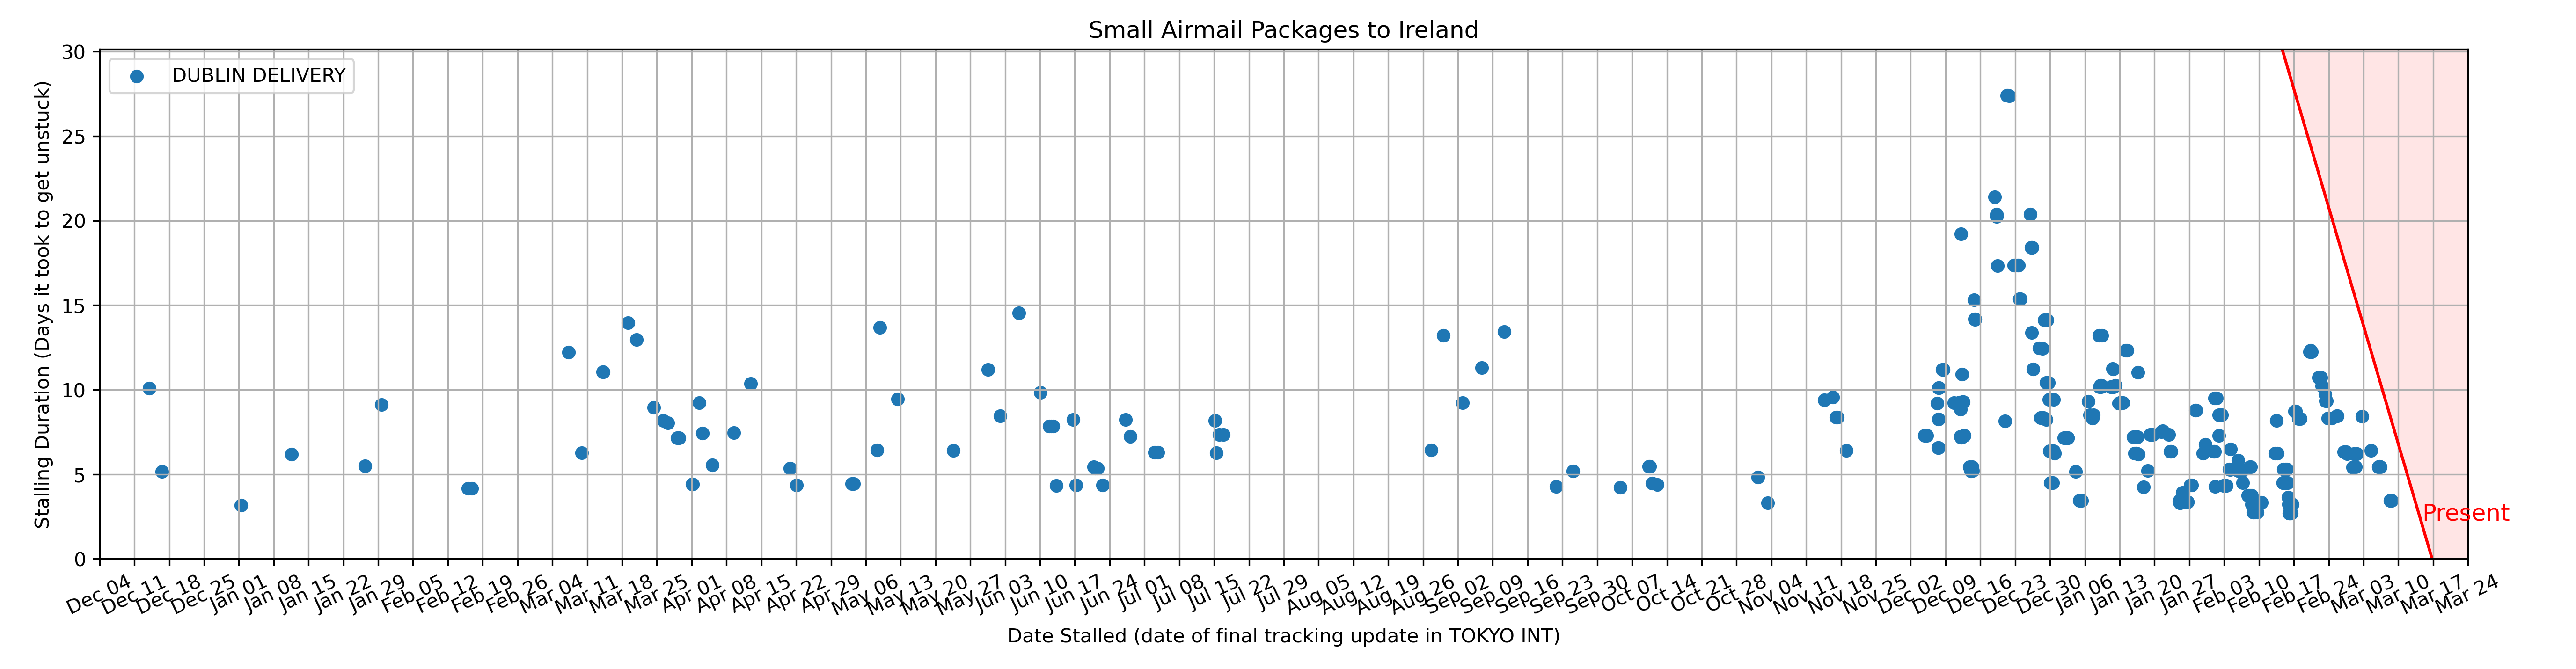 Small Airmail Packages to Ireland
DUBLIN DELIVERY
Stalling Duration (Days it took to get unstuck)
30
25
20
15
10
5
0
Present
Dec 04
Dec 11
Dec 18
Dec 25
Jan 01
Jan 08
Jan 15
Jan 22
Jan 29
Feb 05
Feb 12
Feb 19
Feb 26
Mar 04
Mar 11
Mar 18
Mar 25
Apr 01
Apr 08
Apr 15
Apr 22
Apr 29
May 06
May 13
May 20
May 27
Jun 03
Jun 10
Jun 17
Jun 24
Jul 01
Jul 08
Jul 15
Jul 22
Jul 29
Aug 05
Aug 12
Aug 19
Aug 26
Sep 02
Sep 09
Sep 16
Sep 23
Sep 30
Oct 07
Oct 14
Oct 21
Oct 28
Nov 04
Nov 11
Nov 18
Nov 25
Dec 02
Dec 09
Dec 16
Dec 23
Dec 30
Jan 06
Jan 13
Jan 20
Jan 27
Feb 03
Feb 10
Feb 17
Feb 24
Mar 03
Mar 10
Mar 17
Mar 24
Date Stalled (date of final tracking update in TOKYO INT)